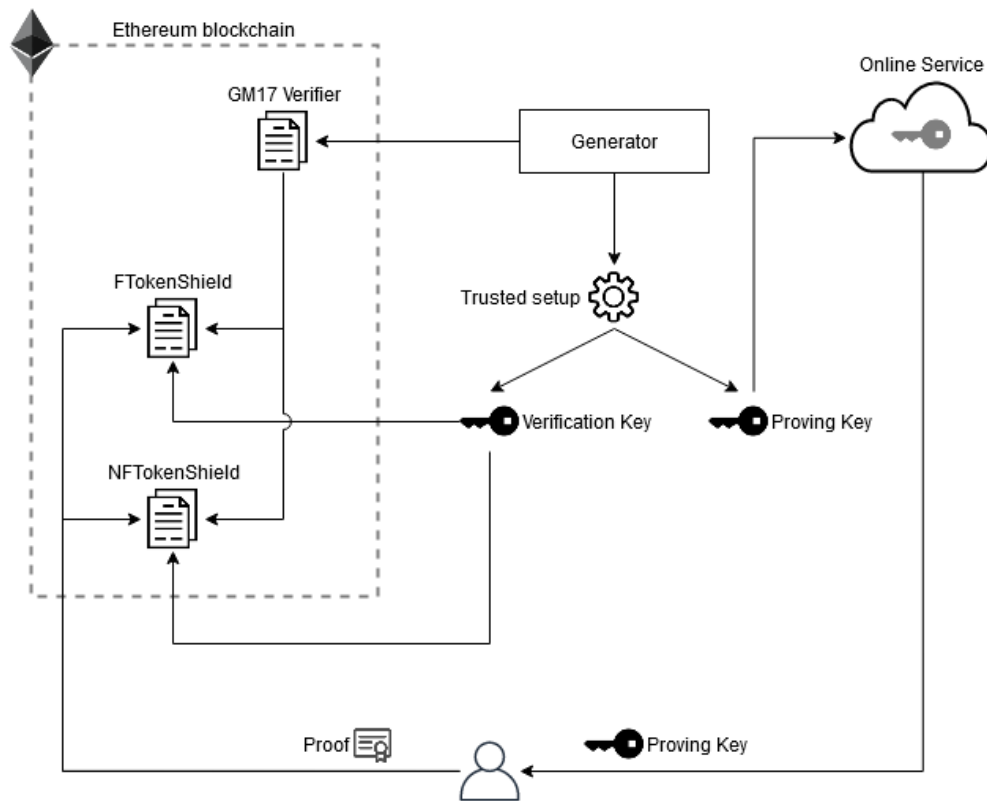 Ethereum blockchain
Online Service
GM17 Verifier
Generator
FTokenShield
Trusted setup
Verification Key
Proving Key
NFTokenShield
Proof
Proving Key